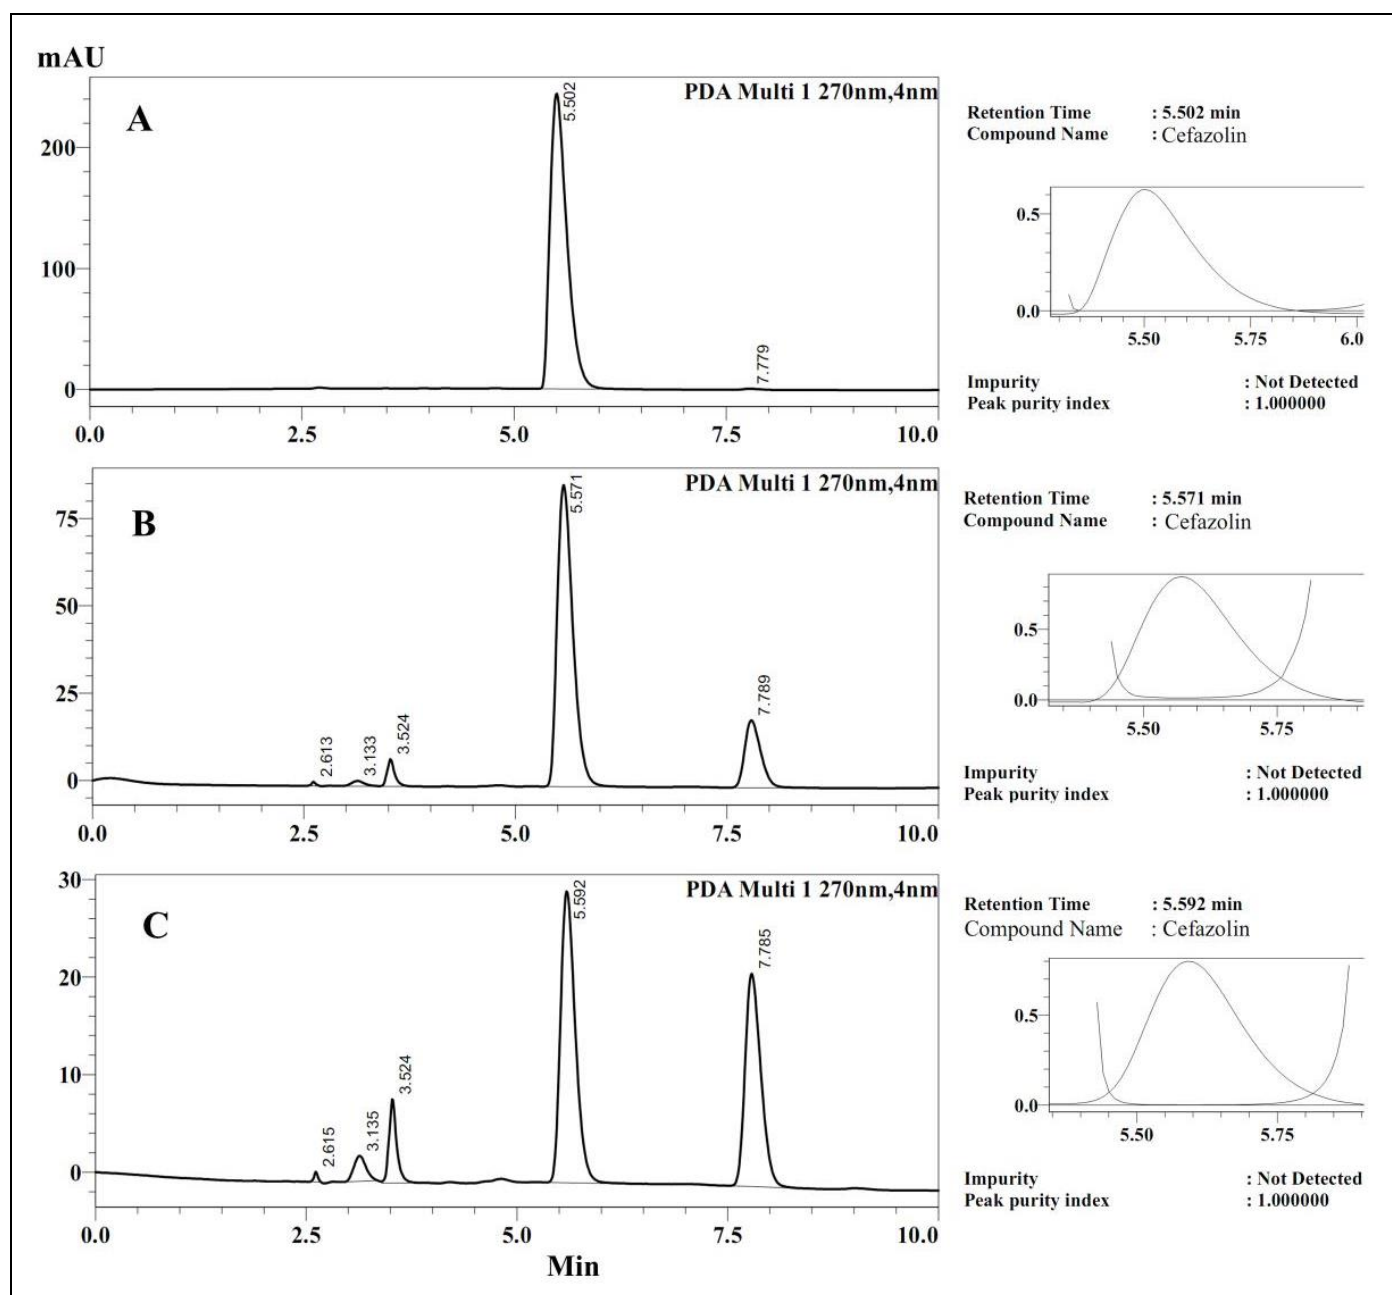 mAU
A
PDA Multi 1 270nm,4nm
5.502
7.779
200
100
0
0.0 2.5 5.0 7.5 10.0
Retention Time : 5.502 min
Compound Name : Cefazolin
0.5
0.0
5.50 5.75 6.0
Impurity : Not Detected
Peak purity index : 1.000000
B
PDA Multi 1 270nm,4nm
5.571
7.789
2.613
3.133
3.524
75
50
25
0
0.0 2.5 5.0 7.5 10.0
Retention Time : 5.571 min
Compound Name : Cefazolin
0.5
0.0
5.50 5.75
Impurity : Not Detected
Peak purity index : 1.000000
C
PDA Multi 1 270nm,4nm
5.592
7.785
2.615
3.135
3.524
30
20
10
0
0.0 2.5 5.0 7.5 10.0
Min
Retention Time : 5.592 min
Compound Name : Cefazolin
0.5
0.0
5.50 5.75
Impurity : Not Detected
Peak purity index : 1.000000